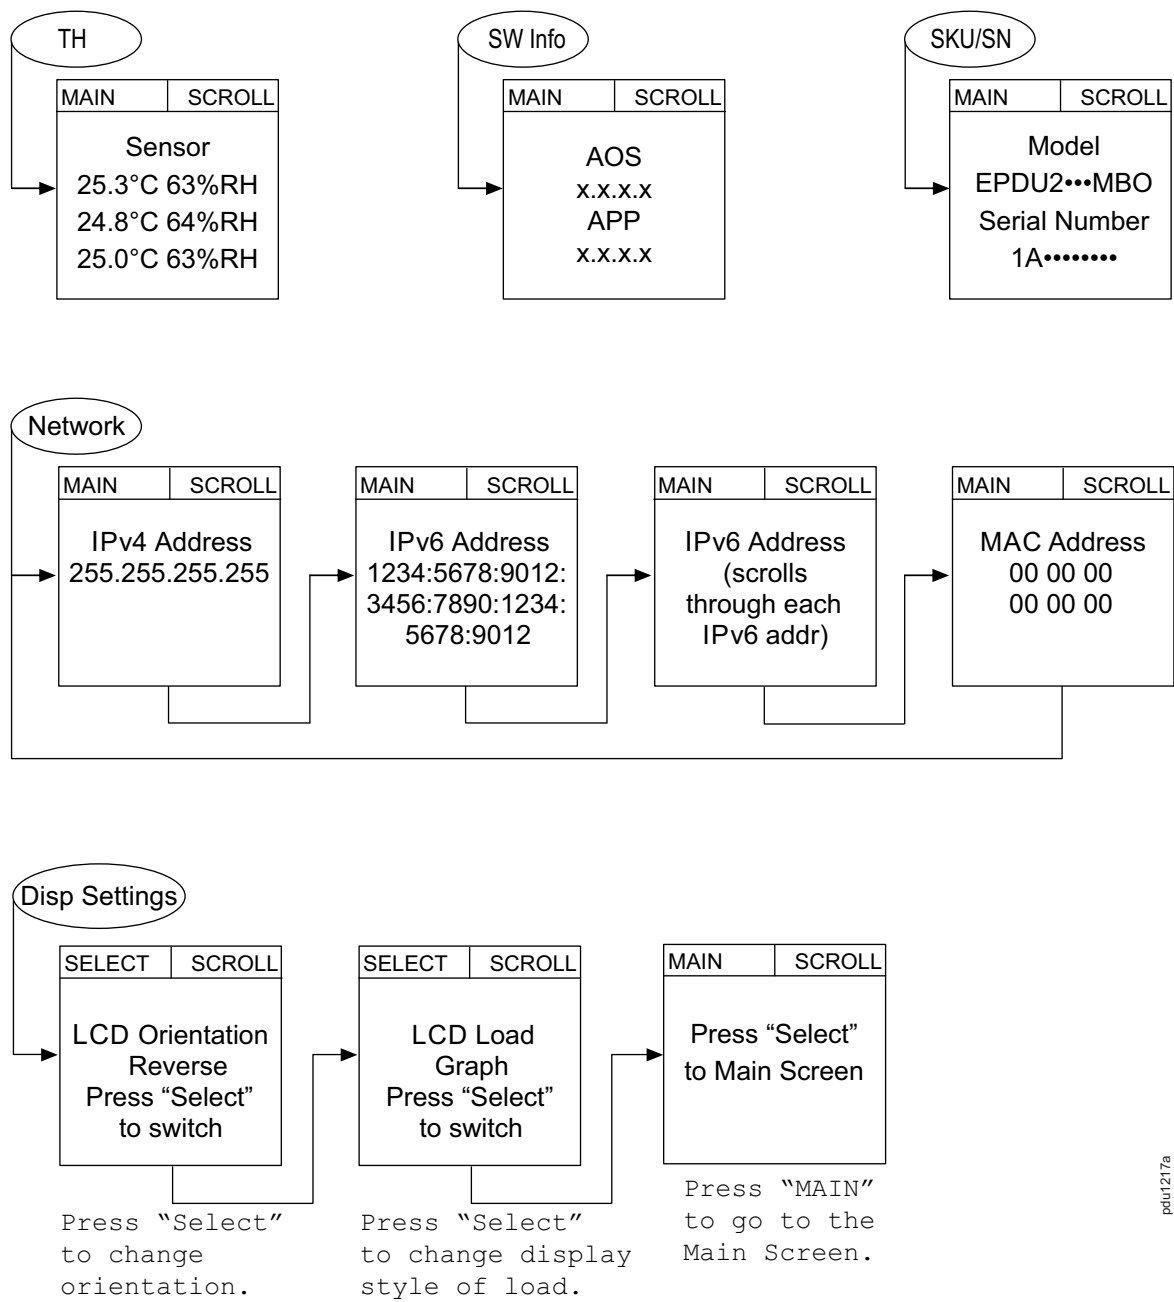 TH
MAIN SCROLL
Sensor
25.3°C 63%RH
24.8°C 64%RH
25.0°C 63%RH
SW Info
MAIN SCROLL
AOS
x.x.x.x
APP
x.x.x.x
SKU/SN
MAIN SCROLL
Model
EPDU2•••MBO
Serial Number
1A••••••••
Network
MAIN SCROLL
IPv4 Address
255.255.255.255
MAIN SCROLL
IPv6 Address
1234:5678:9012:
3456:7890:1234:
5678:9012
MAIN SCROLL
IPv6 Address
(scrolls
through each
IPv6 addr)
MAIN SCROLL
MAC Address
00 00 00
00 00 00
Disp Settings
SELECT SCROLL
LCD Orientation
Reverse
Press “Select”
to switch
Press “Select”
to change
orientation.
SELECT SCROLL
LCD Load
Graph
Press “Select”
to switch
Press “Select”
to change display
style of load.
MAIN SCROLL
Press “Select”
to Main Screen
Press “MAIN”
to go to the
Main Screen.
pdu1217a